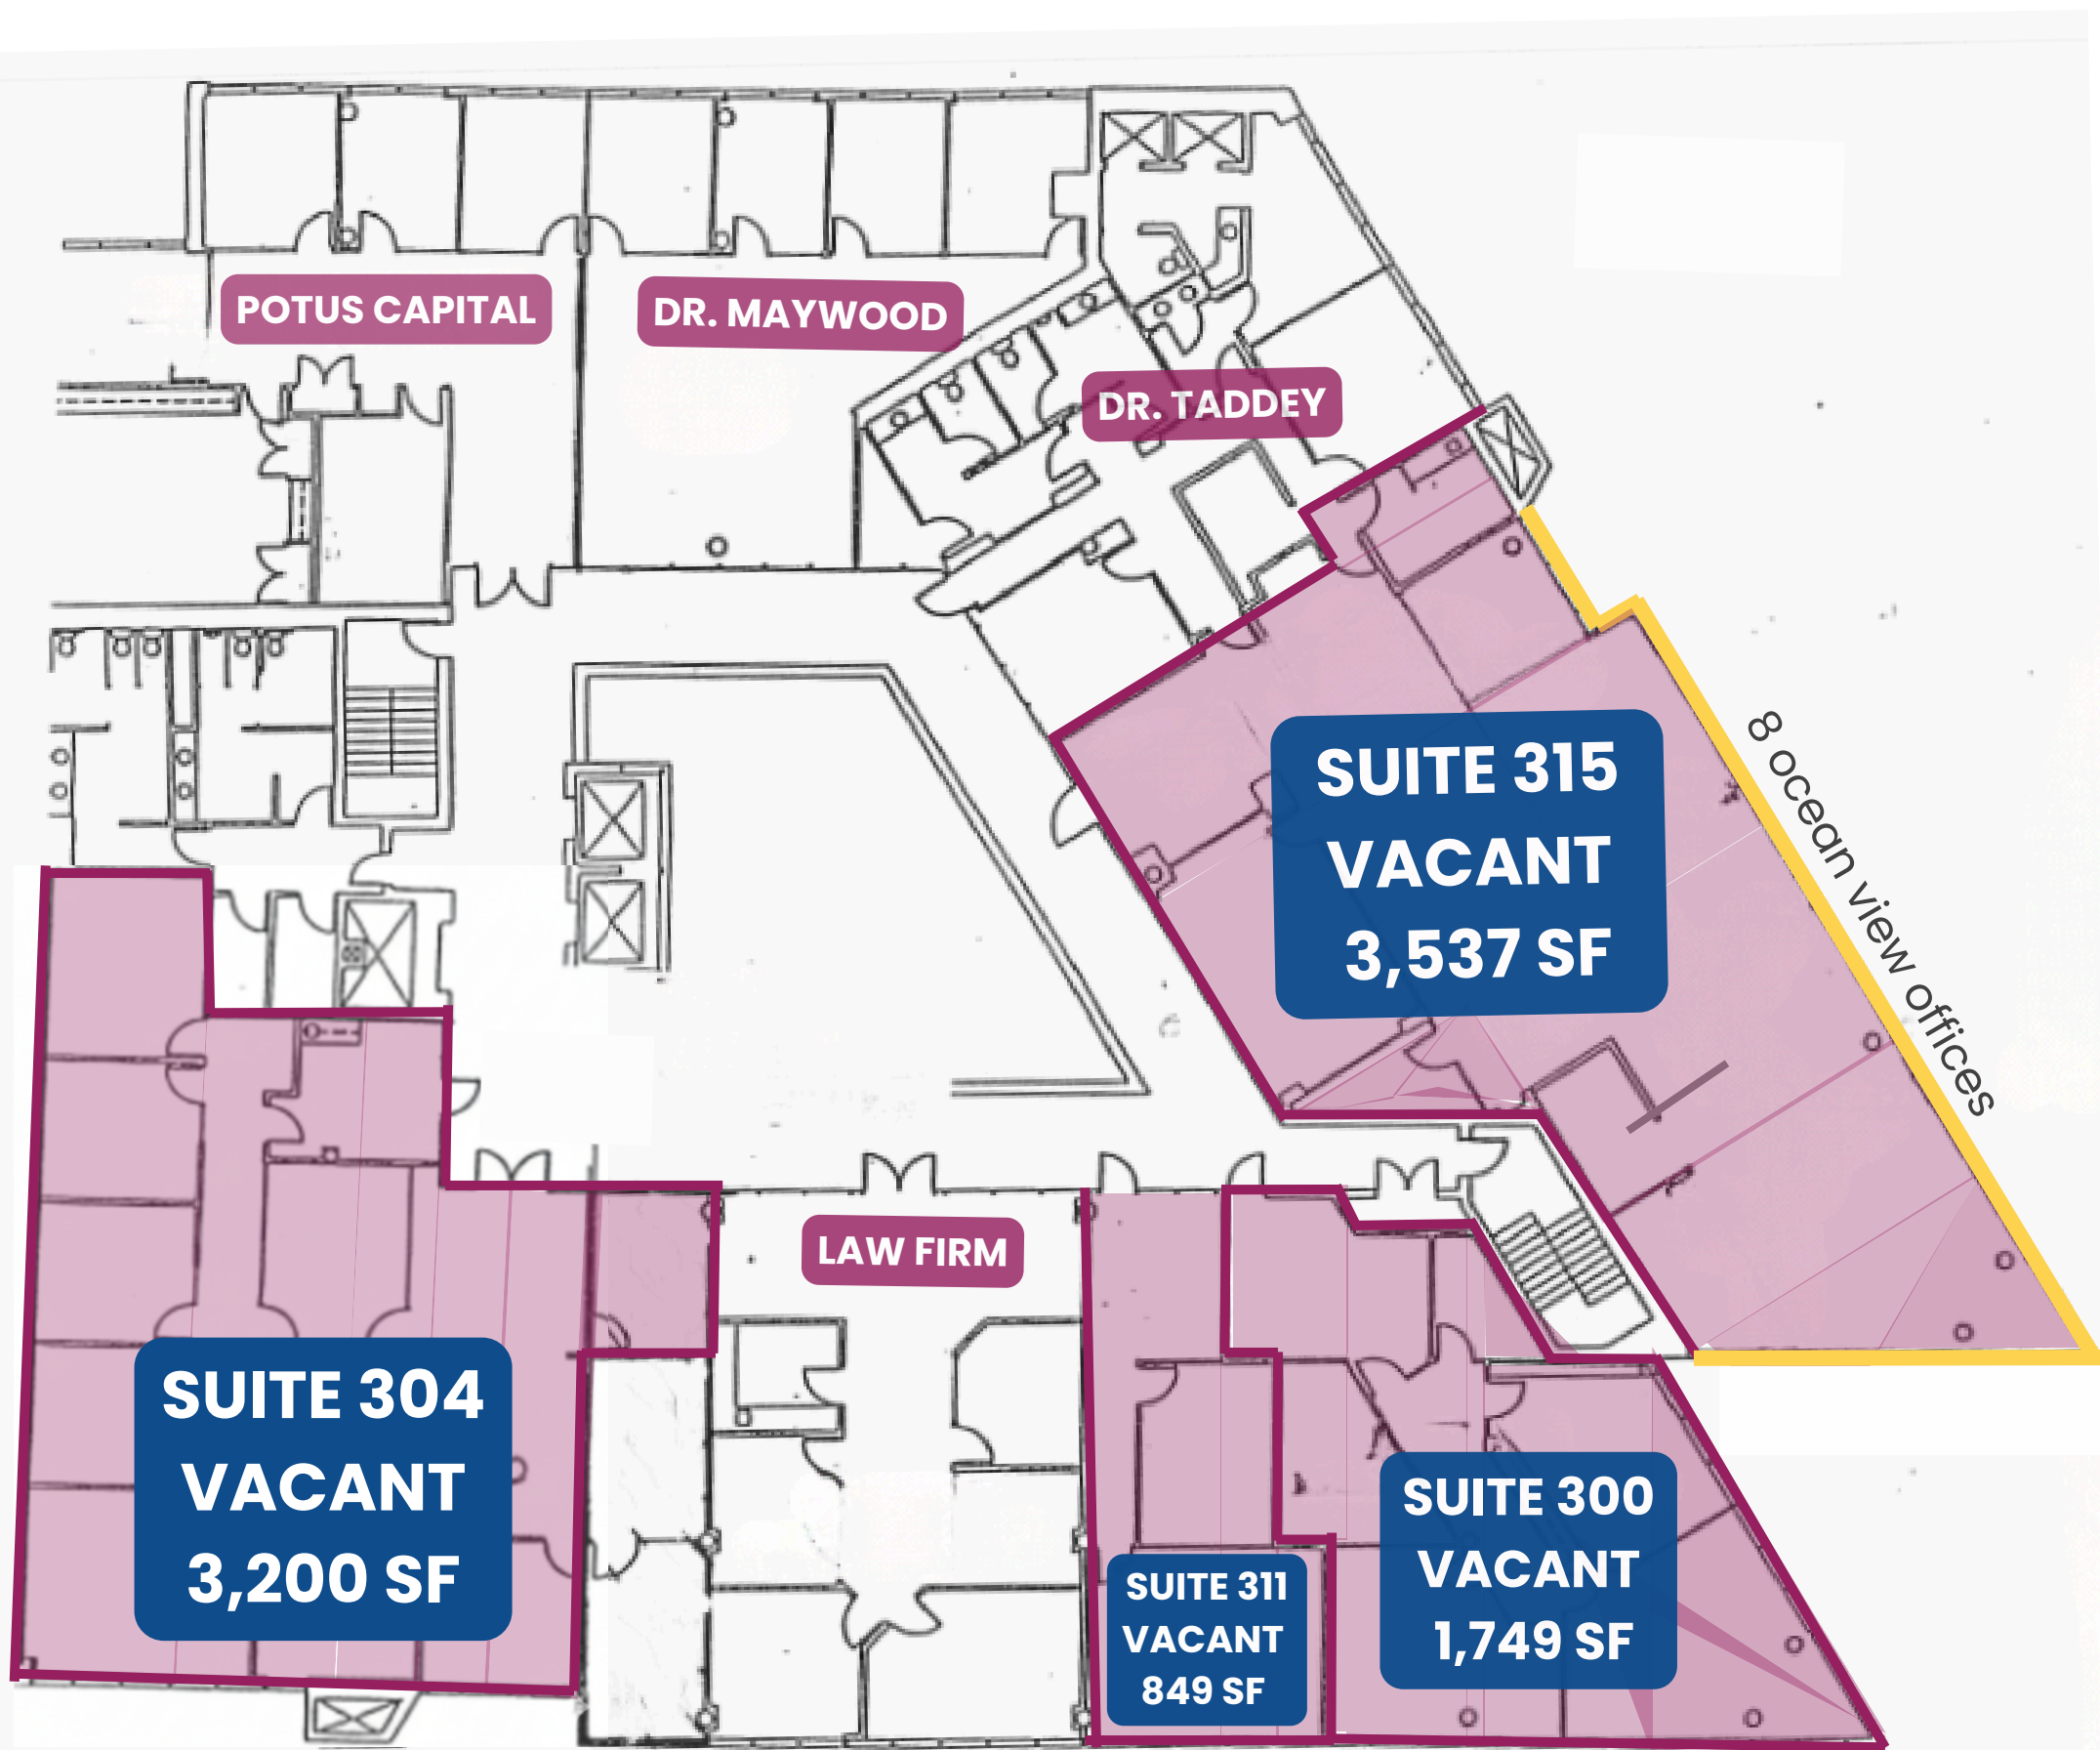 POTUS CAPITAL
DR. MAYWOOD
DR. TADDEY
SUITE 315
VACANT
3,537 SF
8 ocean view offices
LAW FIRM
SUITE 304
VACANT
3,200 SF
SUITE 311
VACANT
849 SF
SUITE 300
VACANT
1,749 SF